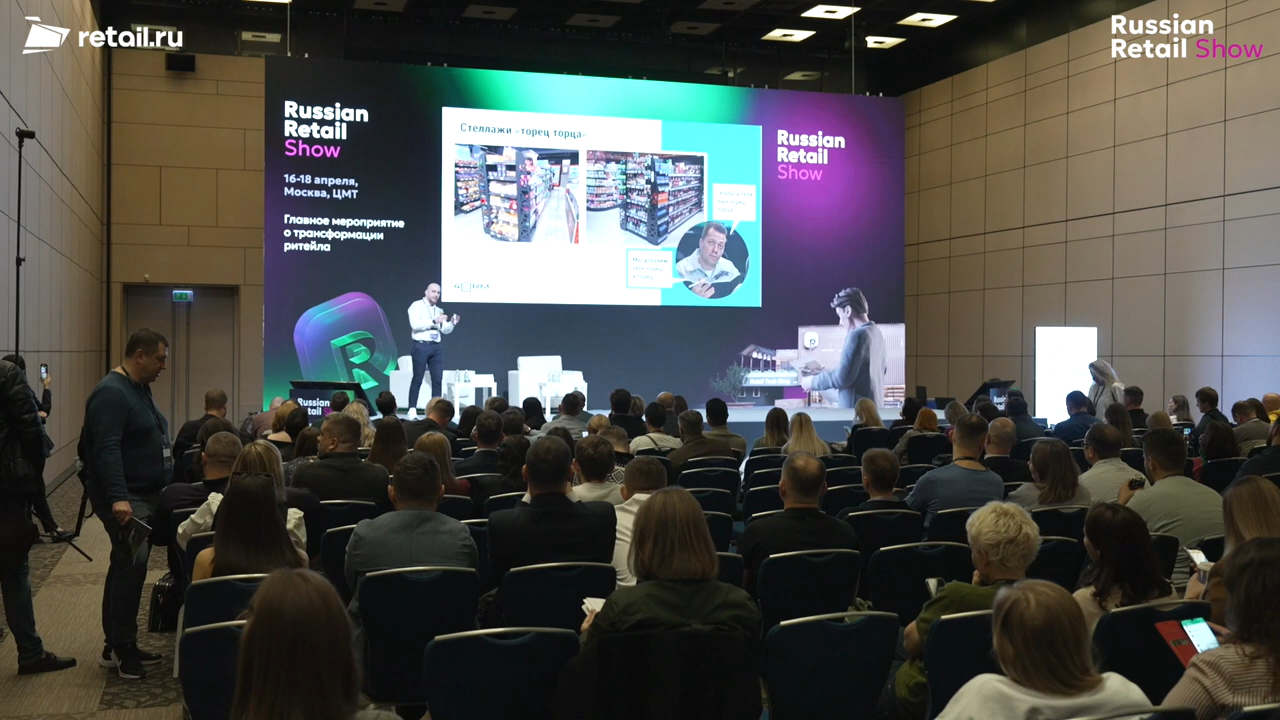 retail.ru
Russian
Retail Show
Russian
Retail
Show
16-18 апреля,
Москва, ЦМТ
Главное мероприятие
о трансформации
ритейла
Стеллажи «торец торца»
Russian
Retail
Show
R
R
Russian